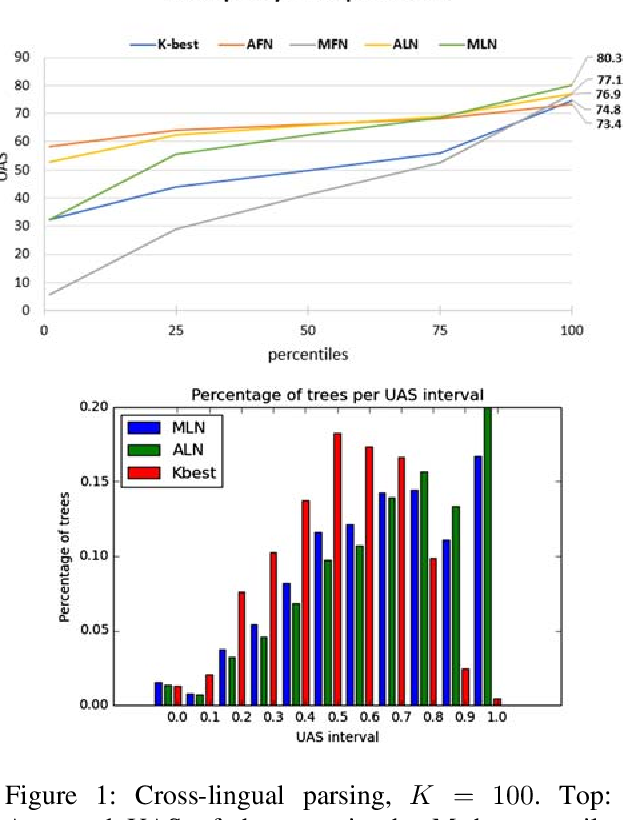 K-best AFN MFN ALN MLN
90
80
70
60
50
40
30
20
10
0
80.3
77.1
76.9
74.8
73.4
UAS
0 25 50 75 100
percentiles
Percentage of trees per UAS interval
0.20
0.15
0.10
0.05
0.00
MLN
ALN
Kbest
Percentage of trees
0.0 0.1 0.2 0.3 0.4 0.5 0.6 0.7 0.8 0.9 1.0
UAS interval
Figure 1: Cross-lingual parsing, K = 100. Top: